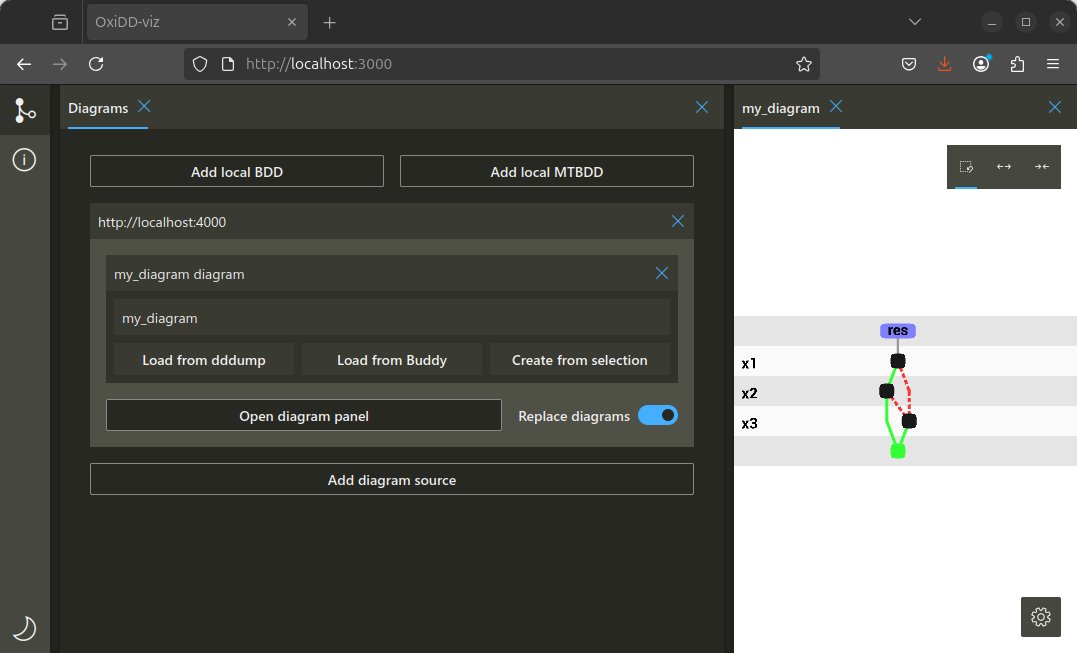 OxiDD-viz
http://localhost:3000
Diagrams
my_diagram
Add local BDD
Add local MTBDD
http://localhost:4000
my_diagram diagram
my_diagram
Load from dddump
Load from Buddy
Create from selection
Open diagram panel
Replace diagrams
Add diagram source
res
x1
x2
x3